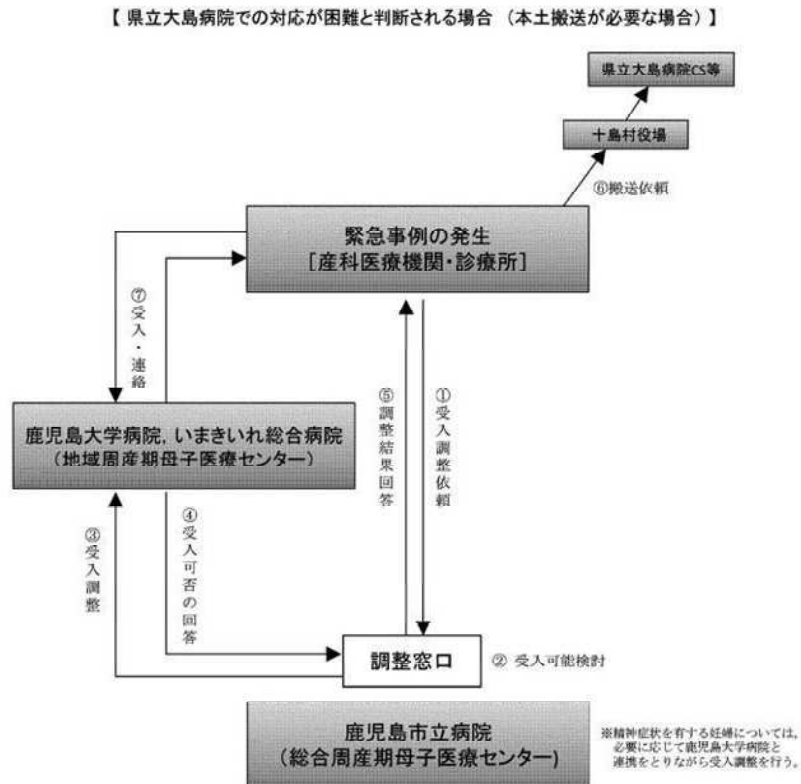 【 県立大島病院での対応が困難と判断される場合 （本土搬送が必要な場合）】
県立大島病院CS等
十島村役場
⑥搬送依頼
緊急事例の発生
［産科医療機関・診療所］
⑦受入・連絡
①受入調整依頼
⑤調整結果回答
鹿児島大学病院，いまきいれ総合病院
（地域周産期母子医療センター）
③受入調整
④受入可否の回答
調整窓口
② 受入可能検討
鹿児島市立病院
（総合周産期母子医療センター）
※精神症状を有する妊婦については、
必要に応じて鹿児島大学病院と
連携をとりながら受入調整を行う。